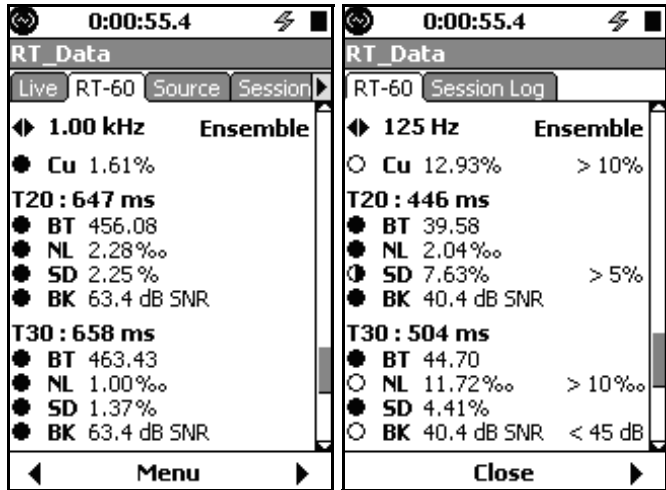 0:00:55.4
RT_Data
Live RT-60 Source Session
1.00 kHz Ensemble
Cu 1.61%
T20 : 647 ms
BT 456.08
NL 2.28‰
SD 2.25 %
BK 63.4 dB SNR
T30 : 658 ms
BT 463.43
NL 1.00‰
SD 1.37%
BK 63.4 dB SNR
Menu
0:00:55.4
RT_Data
RT-60 Session Log
125 Hz Ensemble
Cu 12.93% > 10%
T20 : 446 ms
BT 39.58
NL 2.04‰
SD 7.63% > 5%
BK 40.4 dB SNR
T30 : 504 ms
BT 44.70
NL 11.72‰ > 10‰
SD 4.41%
BK 40.4 dB SNR < 45 dB
Close